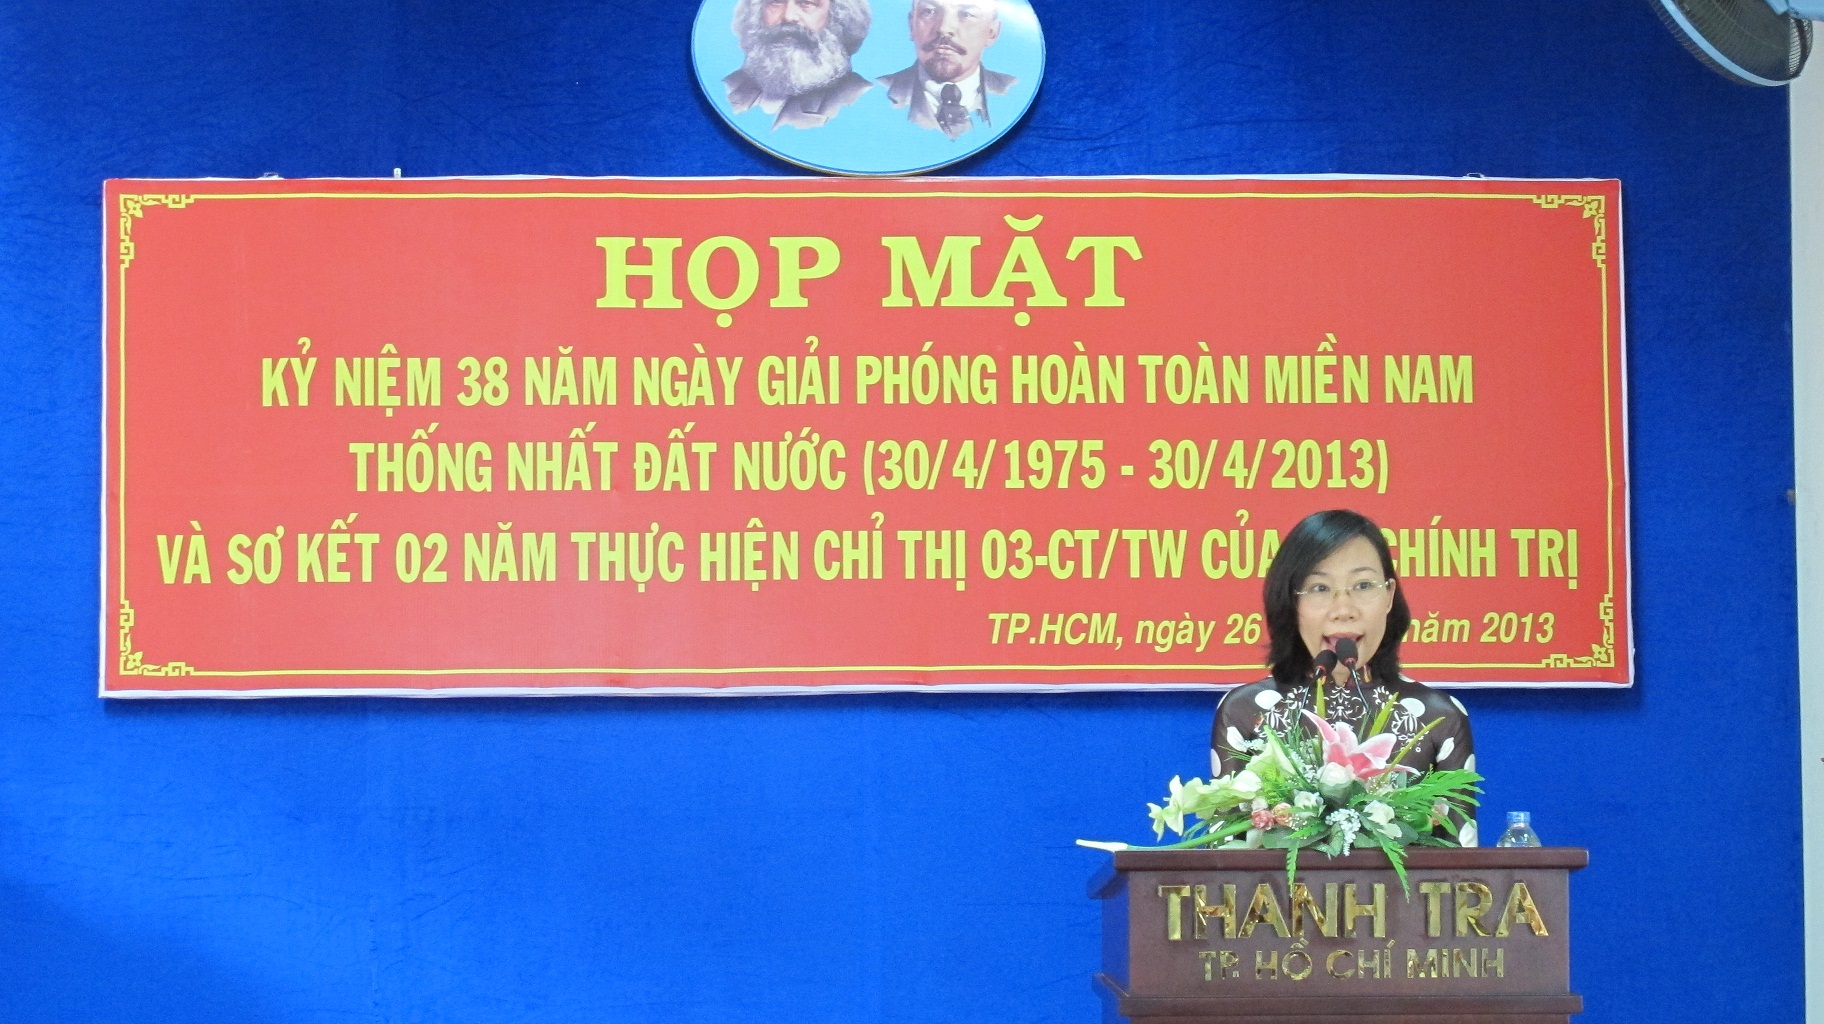 HỌP MẶT
KỶ NIỆM 38 NĂM NGÀY GIẢI PHÓNG HOÀN TOÀN MIỀN NAM
THỐNG NHẤT ĐẤT NƯỚC (30/4/1975 - 30/4/2013)
VÀ SƠ KẾT 02 NĂM THỰC HIỆN CHỈ THỊ 03-CT/TW CỦA CHÍNH TRỊ
TP.HCM, ngày 26 năm 2013
THANH TRA
TP. HỒ CHÍ MINH